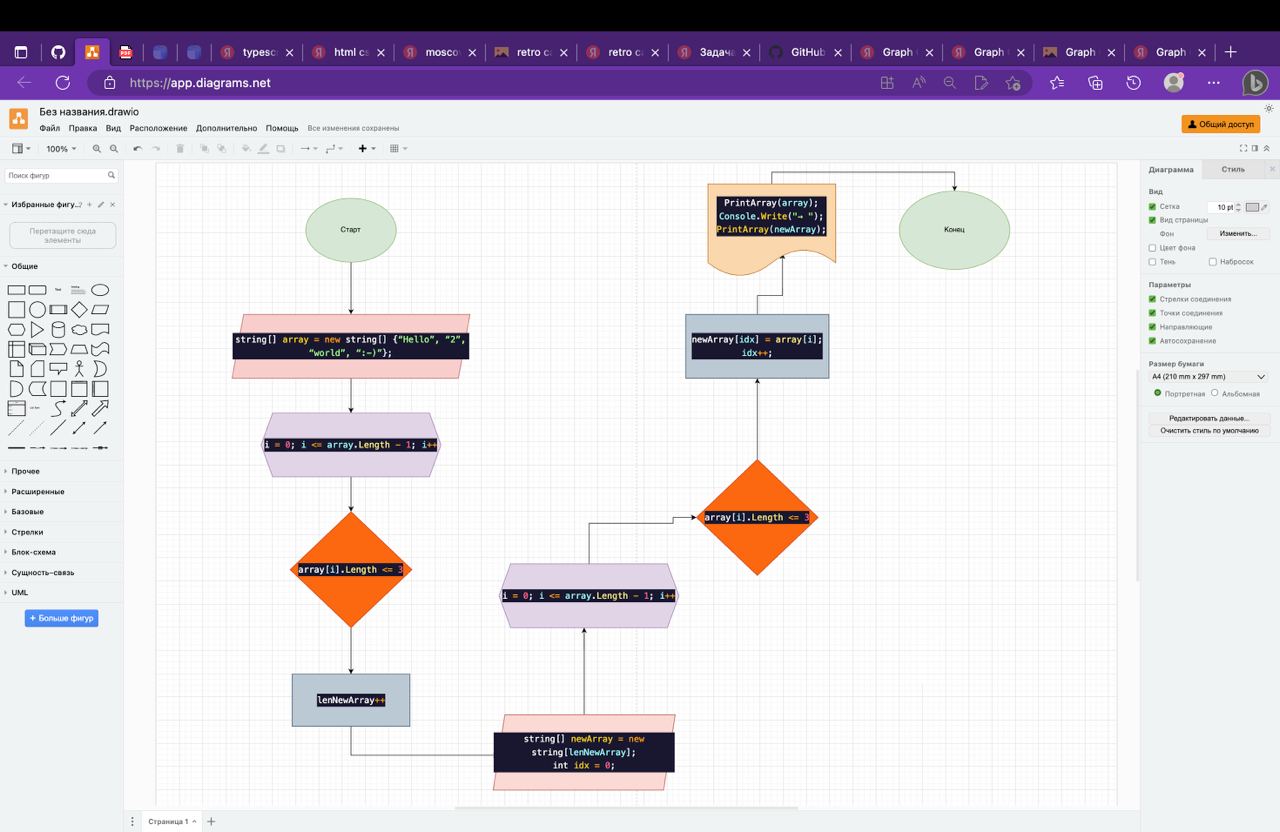 typesc
html cs
mosco
retro ca
retro ca
Задача
GitHub
Graph
Graph
Graph
Graph
https://app.diagrams.net
Без названия.drawio
Файл Правка Вид Расположение Дополнительно Помощь Все изменения сохранены
Общий доступ
100%
Поиск фигур
Избранные фигу...
Перетащите сюда
элементы
Общие
Прочее
Расширенные
Базовые
Стрелки
Блок-схема
Сущность-связь
UML
+ Больше фигур
Старт
string[] array = new string[] {“Hello”, “2”,
“world”, “:-)”};
i = 0; i <= array.Length - 1; i++
array[i].Length <= 3
lenNewArray++
string[] newArray = new
string[lenNewArray];
int idx = 0;
i = 0; i <= array.Length - 1; i++
array[i].Length <= 3
newArray[idx] = array[i];
idx++;
PrintArray(array);
Console.Write("→ ");
PrintArray(newArray);
Конец
Диаграмма Стиль
Вид
Сетка 10 pt
Вид страницы
Фон Изменить...
Цвет фона
Тень Набросок
Параметры
Стрелки соединения
Точки соединения
Направляющие
Автосохранение
Размер бумаги
A4 (210 mm x 297 mm)
Портретная Альбомная
Редактировать данные...
Очистить стиль по умолчанию
Страница 1